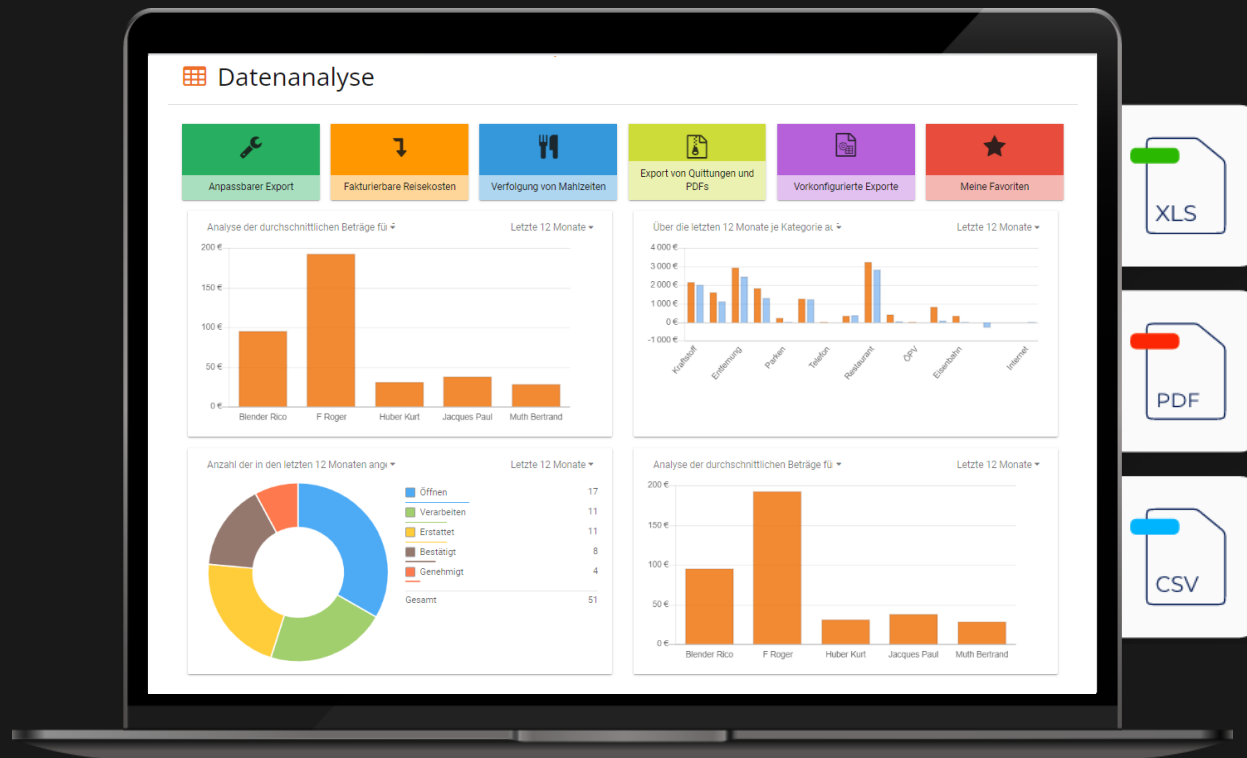 Datenanalyse
Anpassbarer Export
Fakturierbare Reisekosten
Verfolgung von Mahlzeiten
Export von Quittungen und
PDFs
Vorkonfigurierte Exporte
Meine Favoriten
Analyse der durchschnittlichen Beträge fü
Letzte 12 Monate
200 €
150 €
100 €
50 €
0 €
Blender Rico
F Roger
Huber Kurt
Jacques Paul
Muth Bertrand
Über die letzten 12 Monate je Kategorie au
Letzte 12 Monate
4 000 €
3 000 €
2 000 €
1 000 €
0 €
-1 000 €
Kraftstoff
Entfernung
Parken
Telefon
Restaurant
ÖPV
Eisenbahn
Internet
Anzahl der in den letzten 12 Monaten ange
Letzte 12 Monate
Öffnen 17
Verarbeiten 11
Erstattet 11
Bestätigt 8
Genehmigt 4
Gesamt 51
Analyse der durchschnittlichen Beträge fü
Letzte 12 Monate
200 €
150 €
100 €
50 €
0 €
Blender Rico
F Roger
Huber Kurt
Jacques Paul
Muth Bertrand
XLS
PDF
CSV